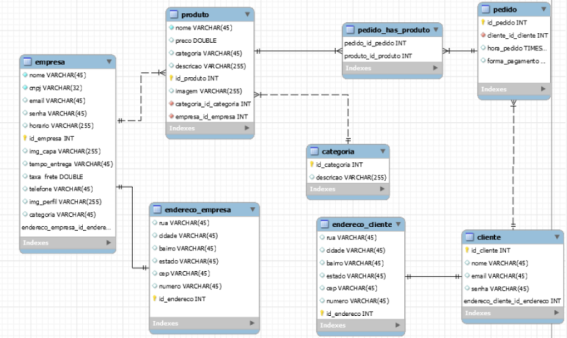 empresa
nome VARCHAR(45)
cnpj VARCHAR(32)
email VARCHAR(45)
senha VARCHAR(45)
horario VARCHAR(255)
id_empresa INT
img_capa VARCHAR(255)
tempo_entrega VARCHAR(45)
taxa_frete DOUBLE
telefone VARCHAR(45)
img_perfil VARCHAR(255)
categoria VARCHAR(45)
endereco_empresa_id_endere...
Indexes
produto
nome VARCHAR(45)
preco DOUBLE
categoria VARCHAR(45)
descricao VARCHAR(255)
id_produto INT
imagem VARCHAR(255)
categoria_id_categoria INT
empresa_id_empresa INT
Indexes
pedido_has_produto
pedido_id_pedido INT
produto_id_produto INT
Indexes
pedido
id_pedido INT
cliente_id_cliente INT
hora_pedido TIMES...
forma_pagamento ...
Indexes
categoria
id_categoria INT
descricao VARCHAR(255)
Indexes
endereco_empresa
rua VARCHAR(45)
cidade VARCHAR(45)
bairro VARCHAR(45)
estado VARCHAR(45)
cep VARCHAR(45)
numero VARCHAR(45)
id_endereco INT
Indexes
endereco_cliente
rua VARCHAR(45)
cidade VARCHAR(45)
bairro VARCHAR(45)
estado VARCHAR(45)
cep VARCHAR(45)
numero VARCHAR(45)
id_endereco INT
Indexes
cliente
id_cliente INT
nome VARCHAR(45)
email VARCHAR(45)
senha VARCHAR(45)
endereco_cliente_id_endereco INT
Indexes